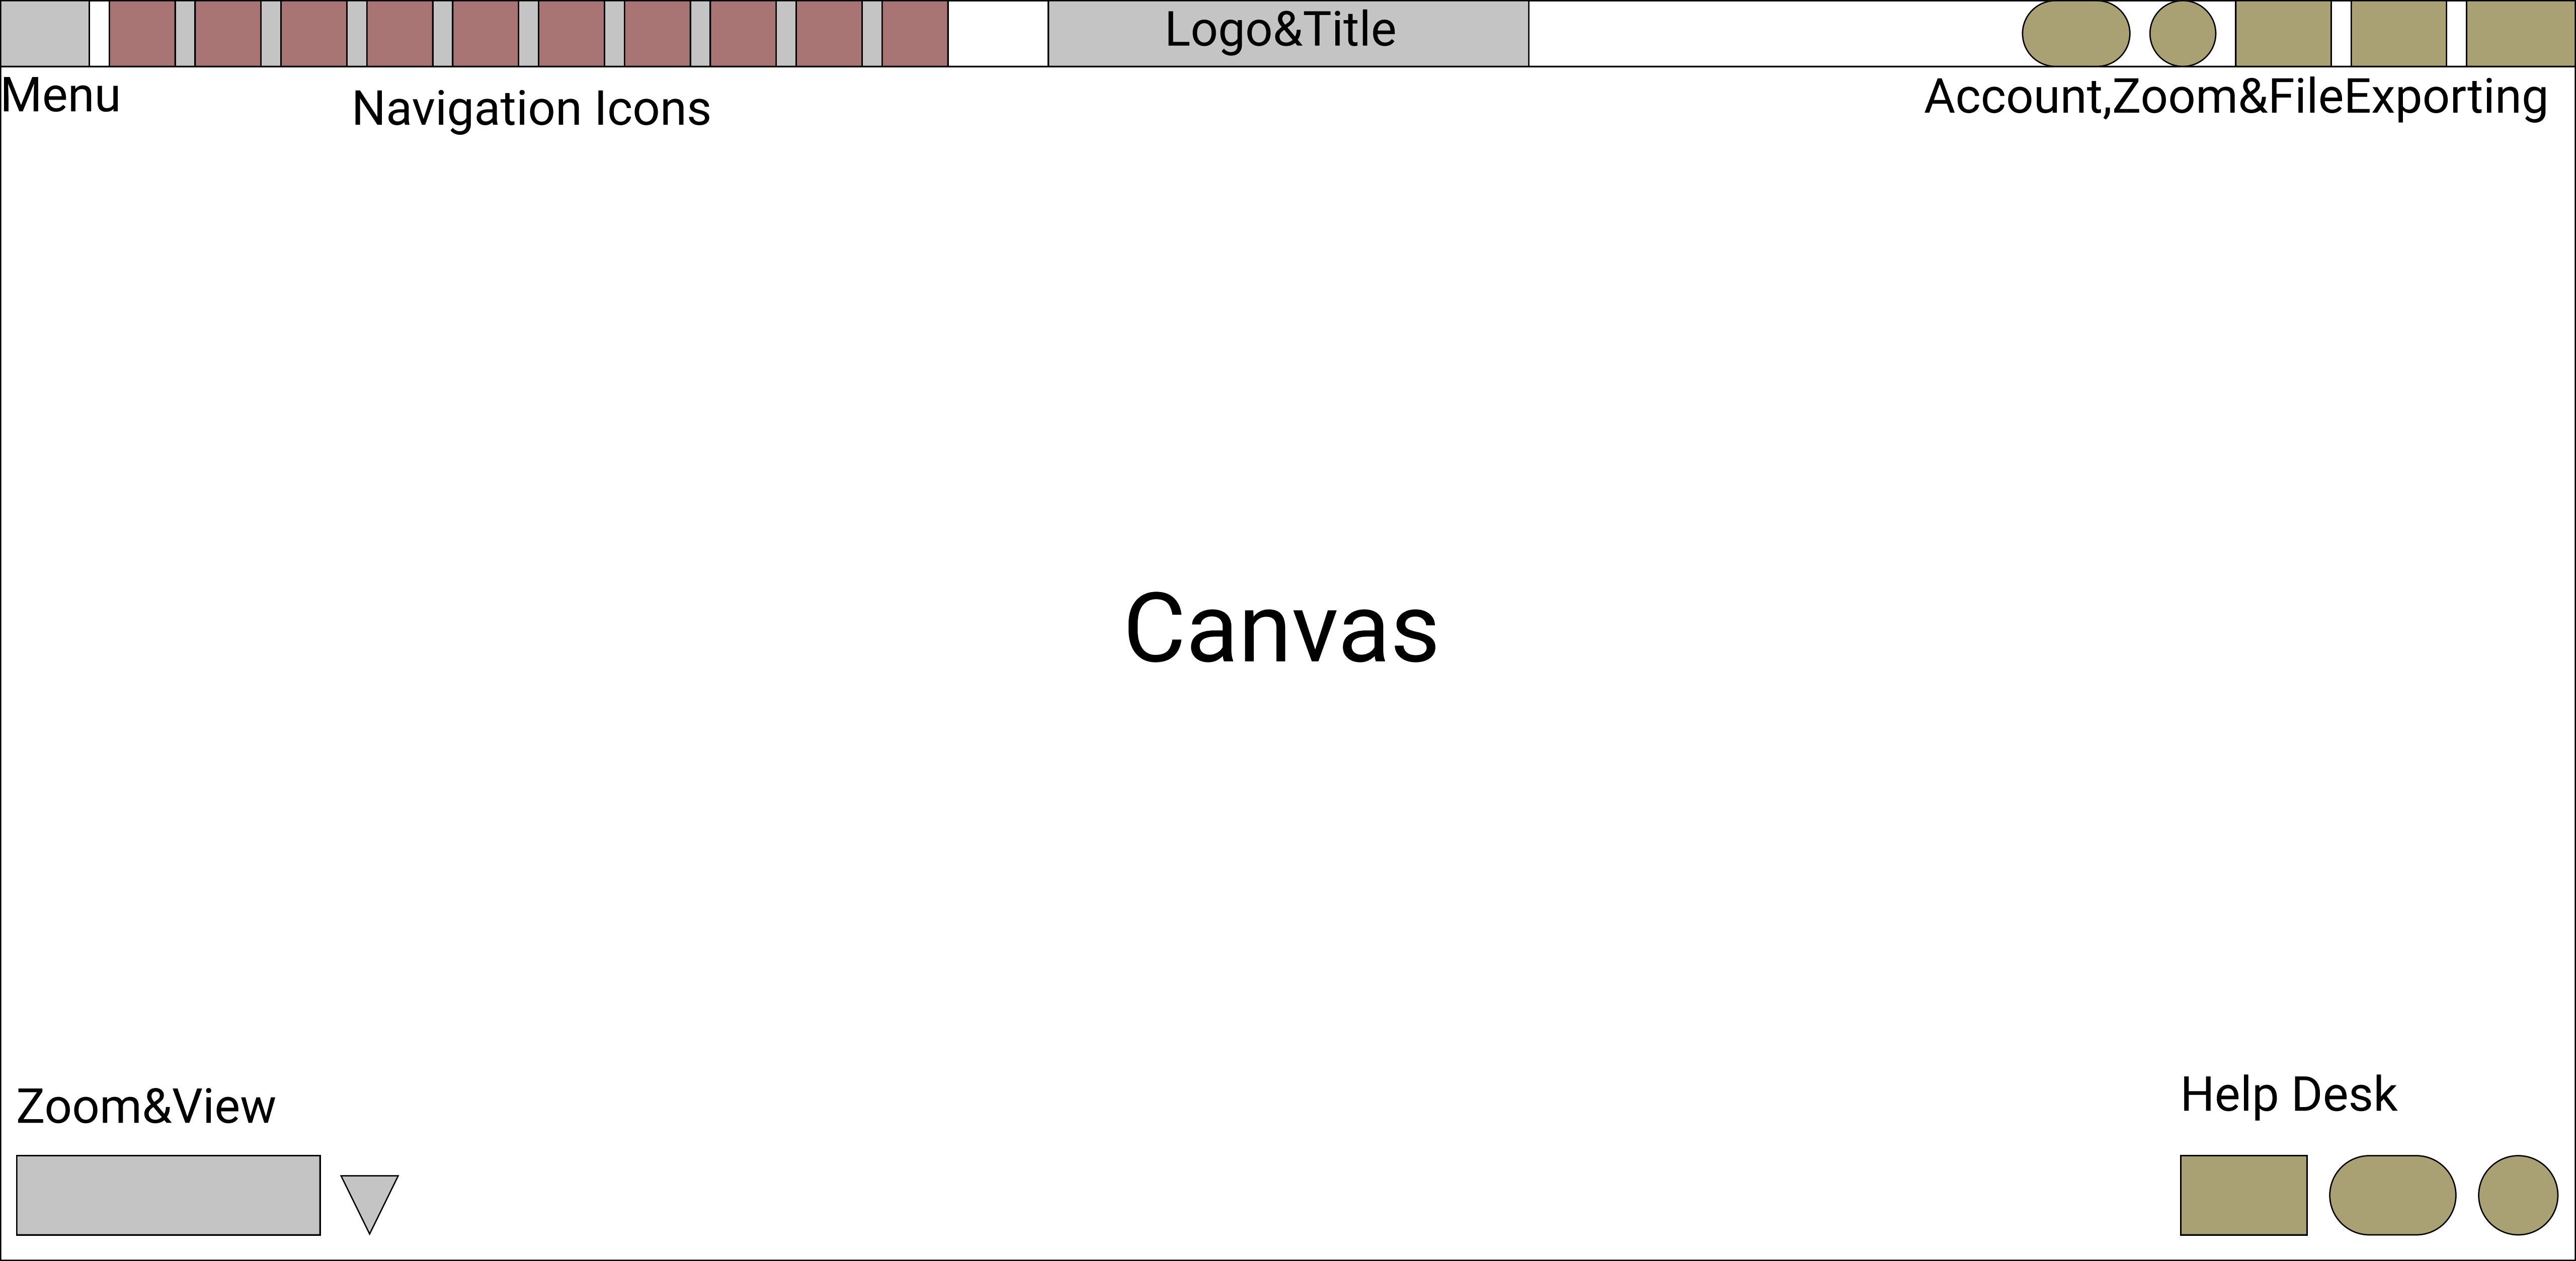 Logo&Title
Menu
Navigation Icons
Account,Zoom&FileExporting
Canvas
Zoom&View
Help Desk